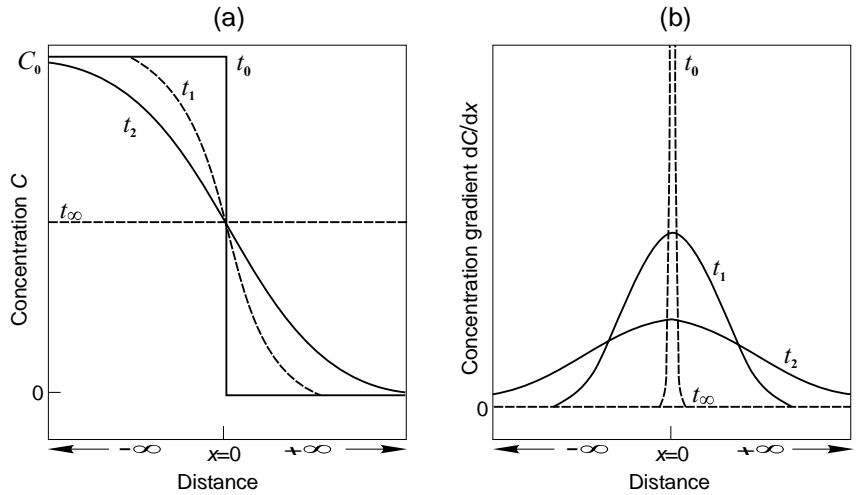 (a)
C₀
t₀
t₁
t₂
t∞
0
Concentration C
−∞
x=0
+∞
Distance
(b)
t₀
t₁
t₂
t∞
0
Concentration gradient dC/dx
−∞
x=0
+∞
Distance